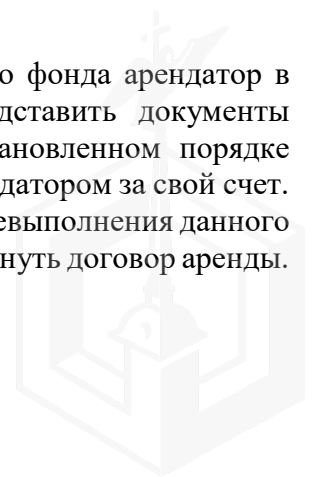 о фонда арендатор в
дставить документы
ановленном порядке
датором за свой счет.
евыполнения данного
нуть договор аренды.